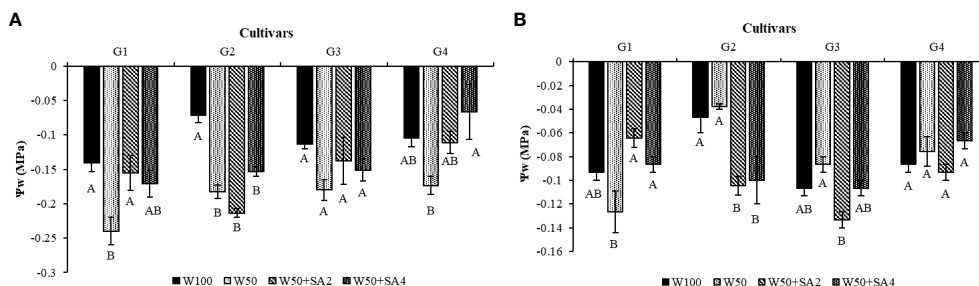 A
Cultivars
G1 G2 G3 G4
0
-0.05
-0.1
-0.15
-0.2
-0.25
-0.3
Ψw (MPa)
A B A AB
A B B B
A A A A
AB B AB A
W100 W50 W50+SA2 W50+SA4
B
Cultivars
G1 G2 G3 G4
0
-0.02
-0.04
-0.06
-0.08
-0.1
-0.12
-0.14
-0.16
Ψw (MPa)
AB B A A
A A B B
AB A B AB
A A A A
W100 W50 W50+SA2 W50+SA4